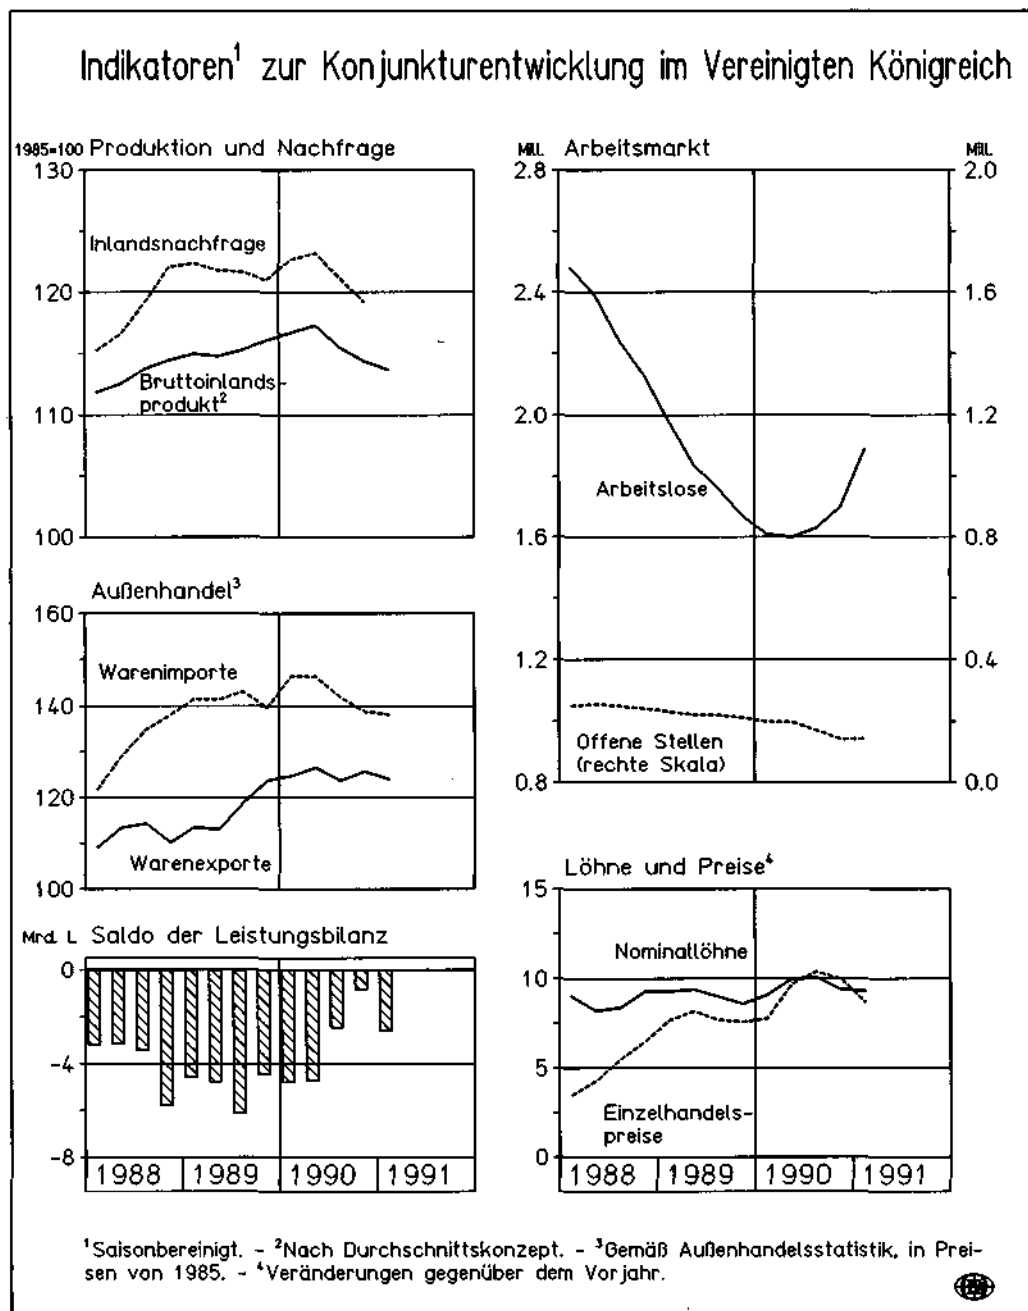 Indikatoren¹ zur Konjunkturentwicklung im Vereinigten Königreich
1985=100 Produktion und Nachfrage
130
120
110
100
Inlandsnachfrage
Bruttoinlands-
produkt²
Außenhandel³
160
140
120
100
Warenimporte
Warenexporte
Mrd. L Saldo der Leistungsbilanz
0
-4
-8
1988 1989 1990 1991
Mill. Arbeitsmarkt Mill.
2.8 2.0
2.4 1.6
2.0 1.2
1.6 0.8
1.2 0.4
0.8 0.0
Arbeitslose
Offene Stellen
(rechte Skala)
Löhne und Preise⁴
15
10
5
0
Nominallöhne
Einzelhandels-
preise
1988 1989 1990 1991
¹Saisonbereinigt. - ²Nach Durchschnittskonzept. - ³Gemäß Außenhandelsstatistik, in Prei-
sen von 1985. - ⁴Veränderungen gegenüber dem Vorjahr.